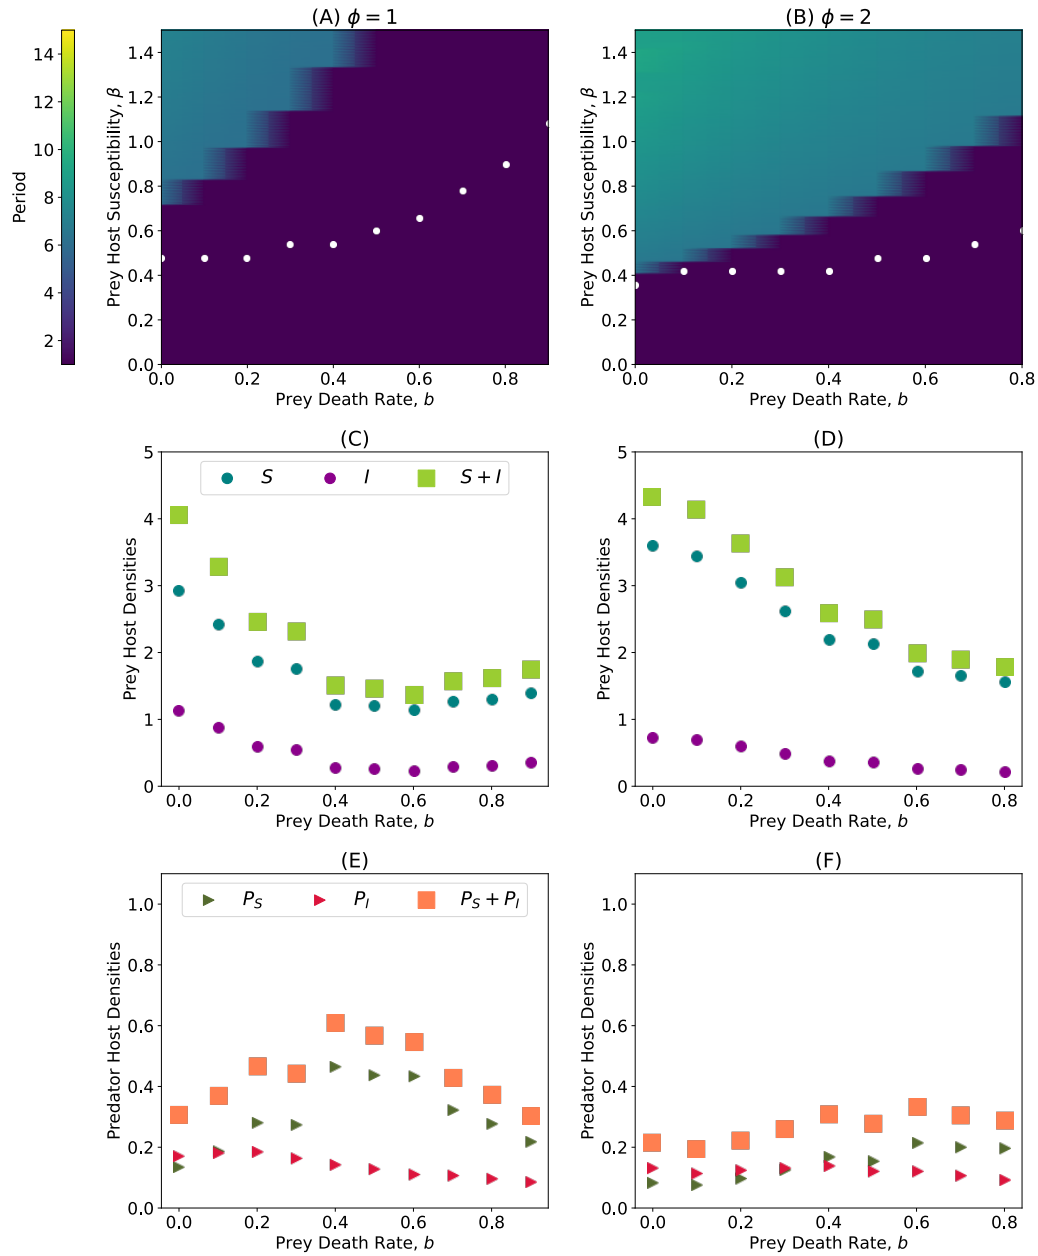 (A) ϕ = 1
(B) ϕ = 2
Period
14
12
10
8
6
4
2
Prey Host Susceptibility, β
1.4
1.2
1.0
0.8
0.6
0.4
0.2
0.0
0.0 0.2 0.4 0.6 0.8
Prey Death Rate, b
Prey Host Susceptibility, β
1.4
1.2
1.0
0.8
0.6
0.4
0.2
0.0
0.0 0.2 0.4 0.6 0.8
Prey Death Rate, b
(C)
S I S + I
Prey Host Densities
5
4
3
2
1
0
0.0 0.2 0.4 0.6 0.8
Prey Death Rate, b
(D)
Prey Host Densities
5
4
3
2
1
0
0.0 0.2 0.4 0.6 0.8
Prey Death Rate, b
(E)
P_S P_I P_S + P_I
Predator Host Densities
1.0
0.8
0.6
0.4
0.2
0.0
0.0 0.2 0.4 0.6 0.8
Prey Death Rate, b
(F)
Predator Host Densities
1.0
0.8
0.6
0.4
0.2
0.0
0.0 0.2 0.4 0.6 0.8
Prey Death Rate, b